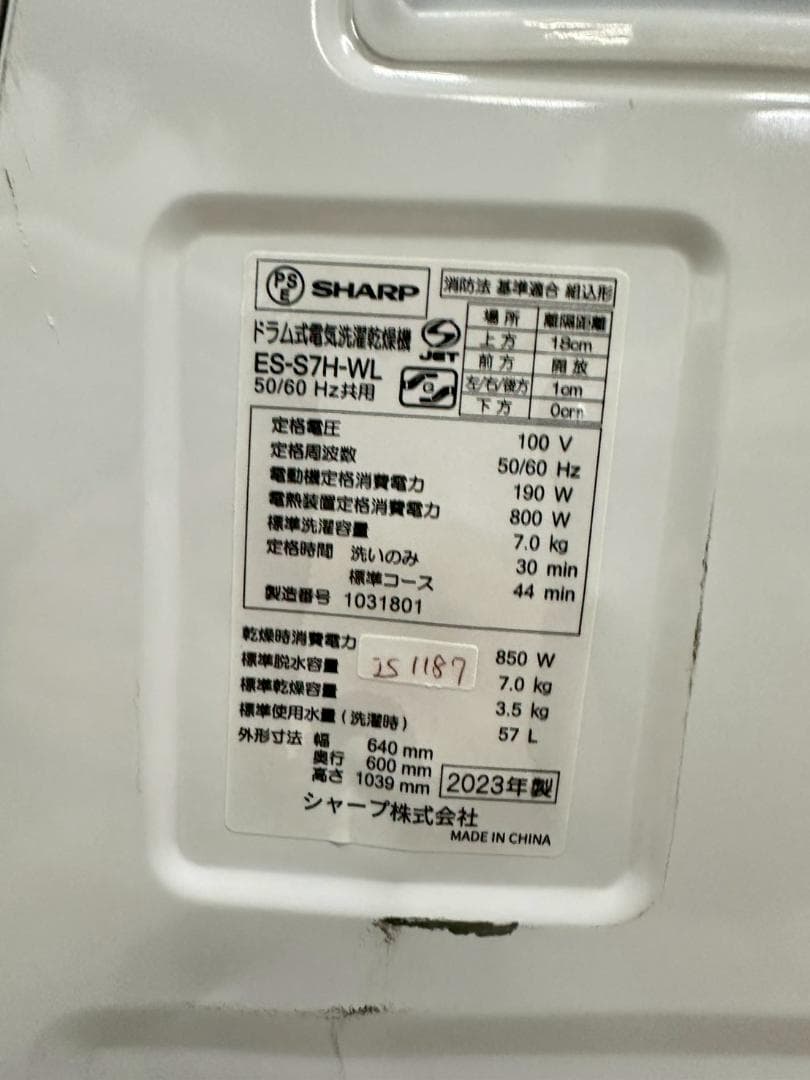 PSE SHARP
ドラム式電気洗濯乾燥機
ES-S7H-WL
50/60 Hz共用
JET
消防法 基準適合 組込形
場所 離隔距離
上方 18cm
前方 開放
左/右/後方 1cm
下方 0cm
定格電圧 100 V
定格周波数 50/60 Hz
電動機定格消費電力 190 W
電熱装置定格消費電力 800 W
標準洗濯容量 7.0 kg
定格時間 洗いのみ 30 min
標準コース 44 min
製造番号 1031801
乾燥時消費電力 850 W
標準脱水容量 7.0 kg
標準乾燥容量 3.5 kg
標準使用水量(洗濯時) 57 L
2S 1187
外形寸法 幅 640 mm
奥行 600 mm
高さ 1039 mm
2023年製
シャープ株式会社
MADE IN CHINA